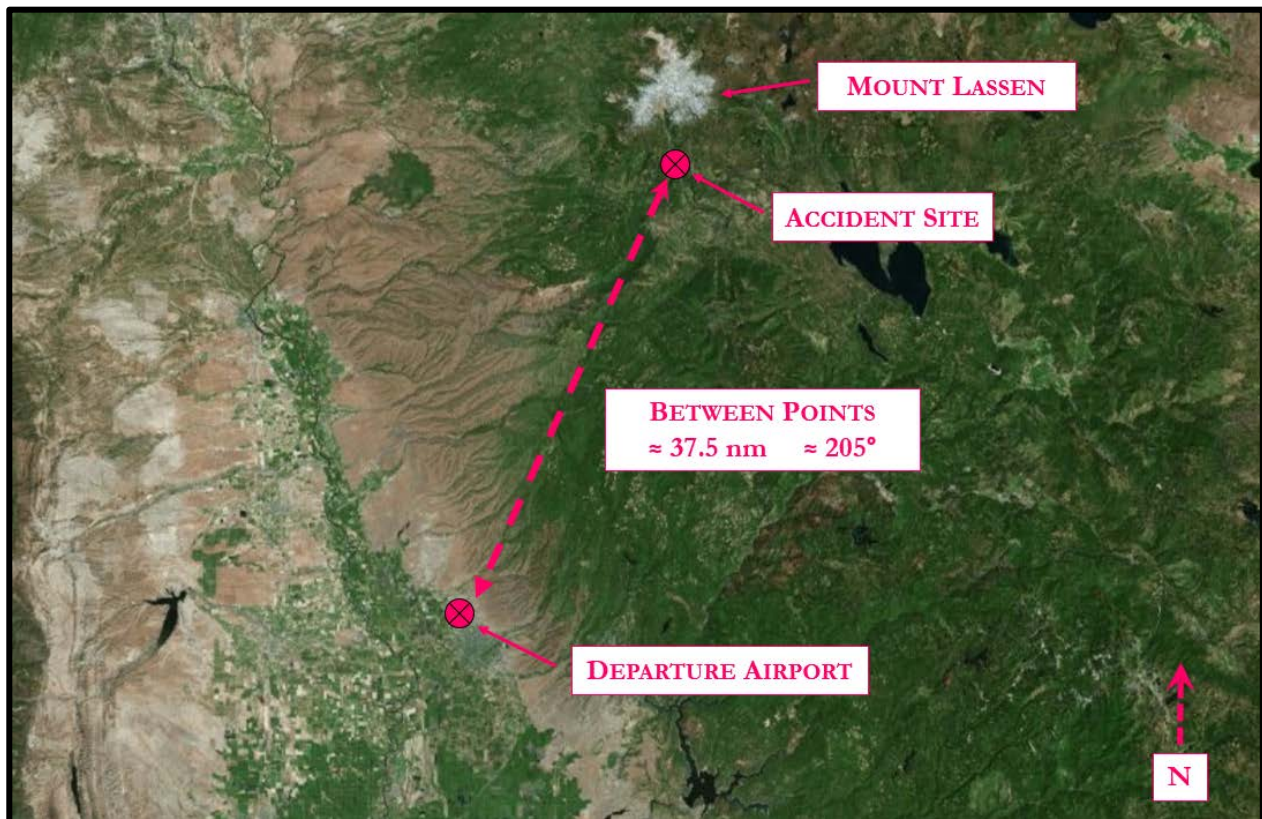 MOUNT LASSEN
ACCIDENT SITE
BETWEEN POINTS
≈ 37.5 nm ≈ 205°
DEPARTURE AIRPORT
N